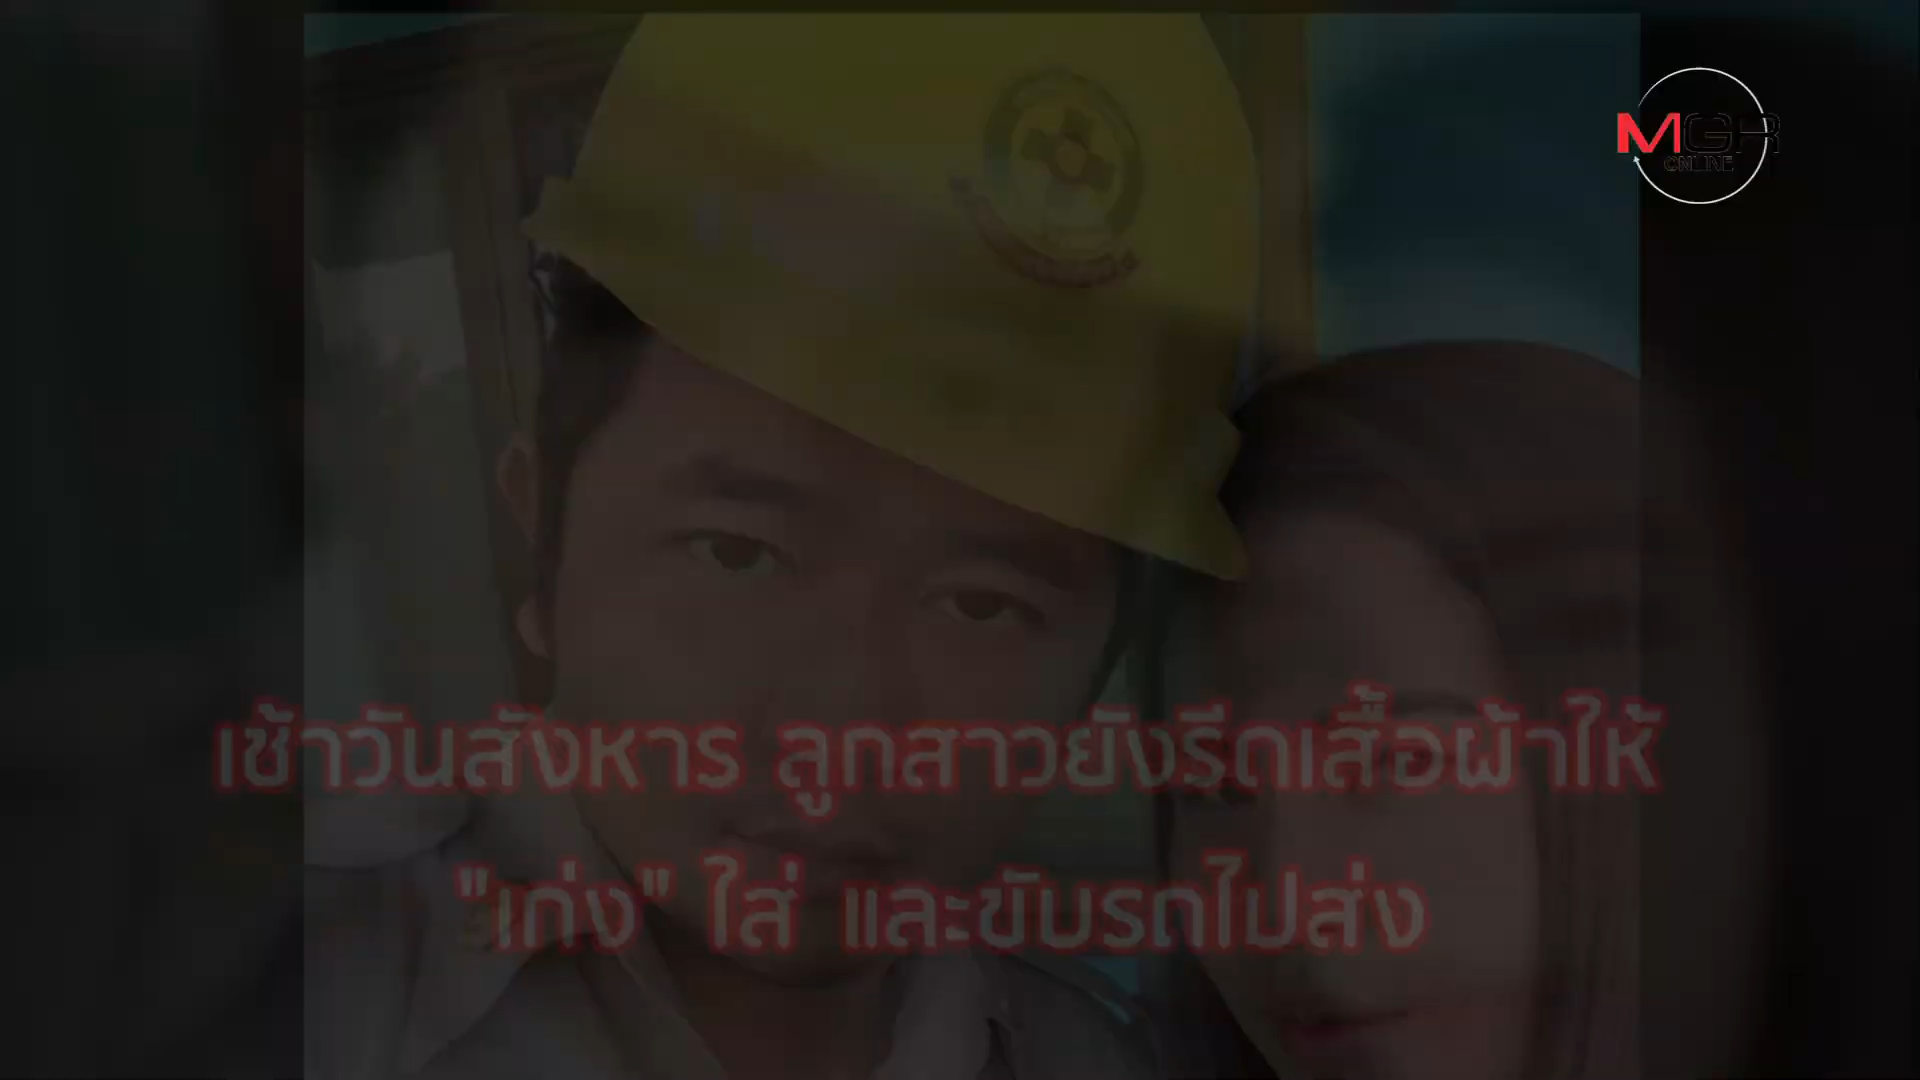 MGR
ONLINE
เช้าวันสังหาร ลูกสาวยังรีดเสื้อผ้าให้
"เก่ง" ใส่ และขับรถไปส่ง